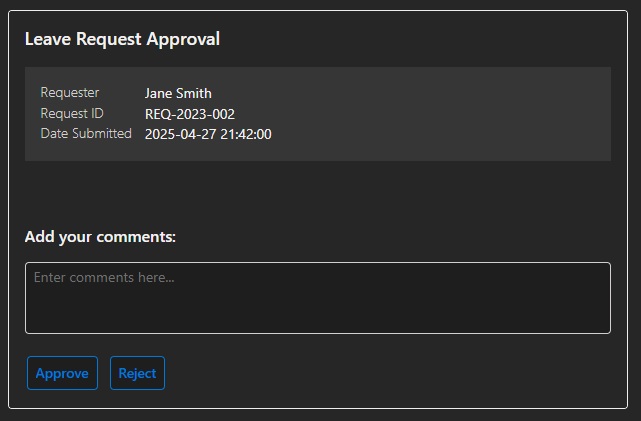 Leave Request Approval
Requester Jane Smith
Request ID REQ-2023-002
Date Submitted 2025-04-27 21:42:00
Add your comments:
Enter comments here...
Approve Reject